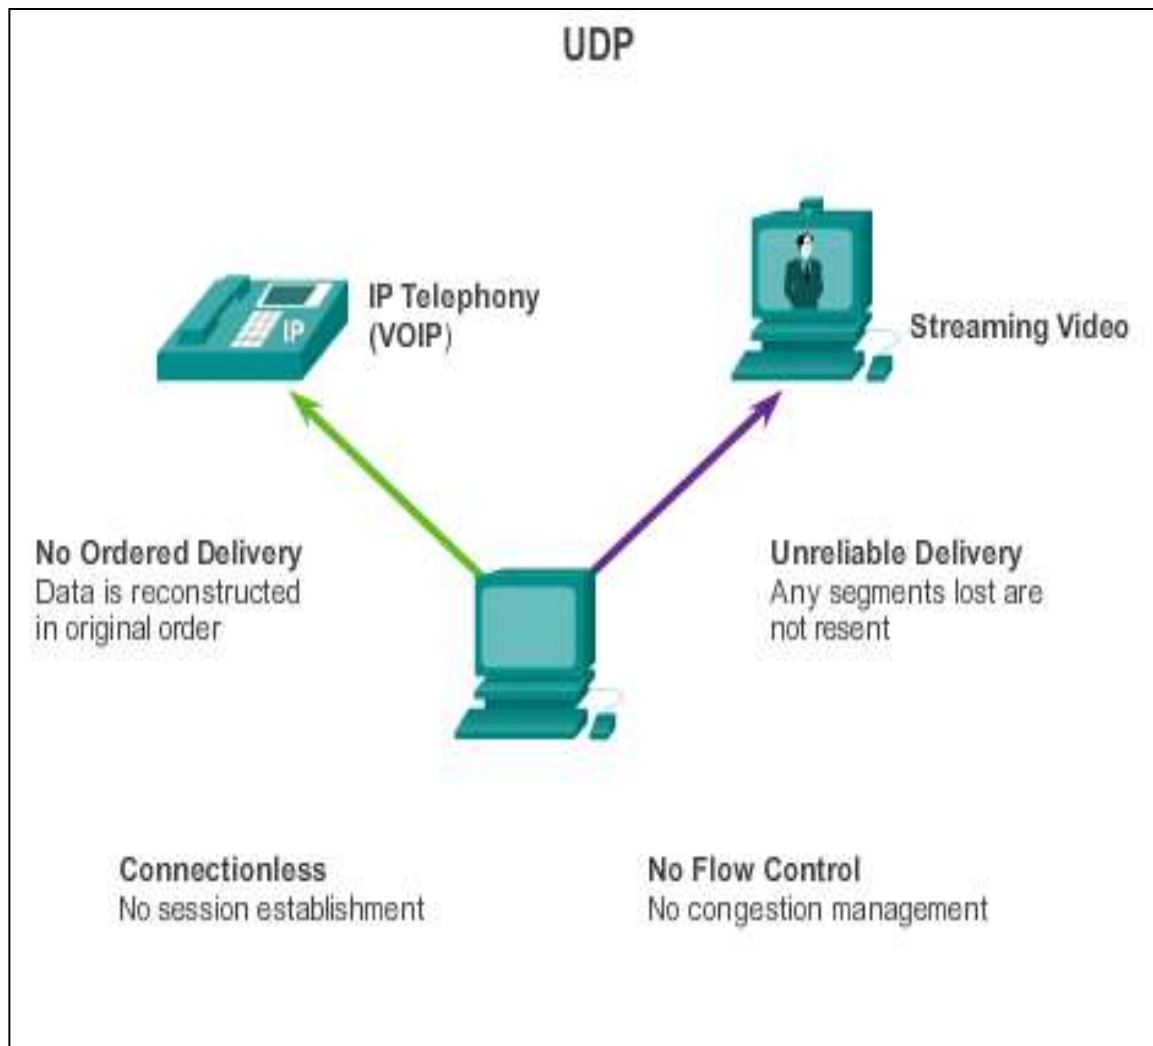 UDP
IP Telephony
(VOIP)
IP
Streaming Video
No Ordered Delivery
Data is reconstructed
in original order
Unreliable Delivery
Any segments lost are
not resent
Connectionless
No session establishment
No Flow Control
No congestion management